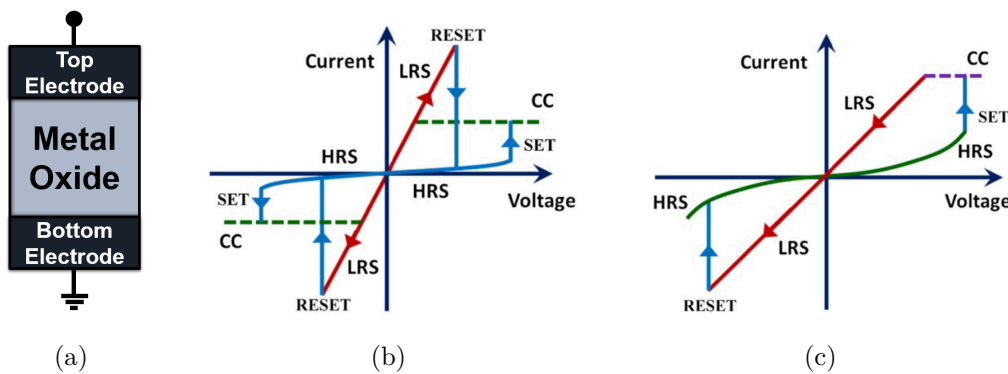 Top
Electrode
Metal
Oxide
Bottom
Electrode
(a)
RESET
Current
LRS
CC
SET
HRS
HRS
Voltage
SET
CC
LRS
RESET
(b)
Current
CC
LRS
SET
HRS
HRS
Voltage
LRS
RESET
(c)